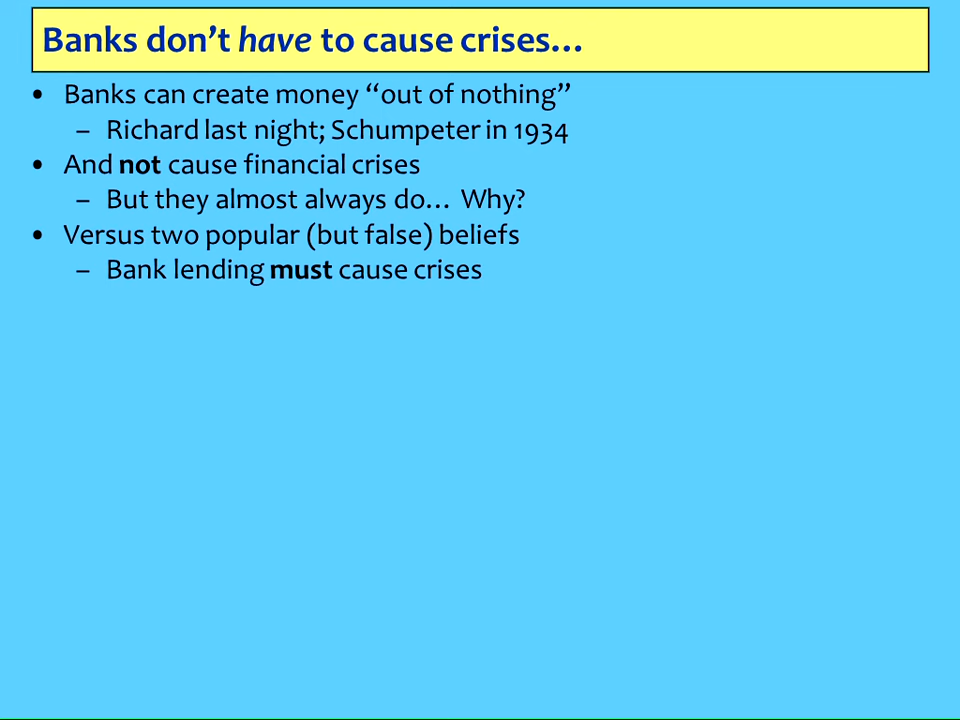 Banks don’t have to cause crises…
• Banks can create money “out of nothing”
– Richard last night; Schumpeter in 1934
• And not cause financial crises
– But they almost always do… Why?
• Versus two popular (but false) beliefs
– Bank lending must cause crises